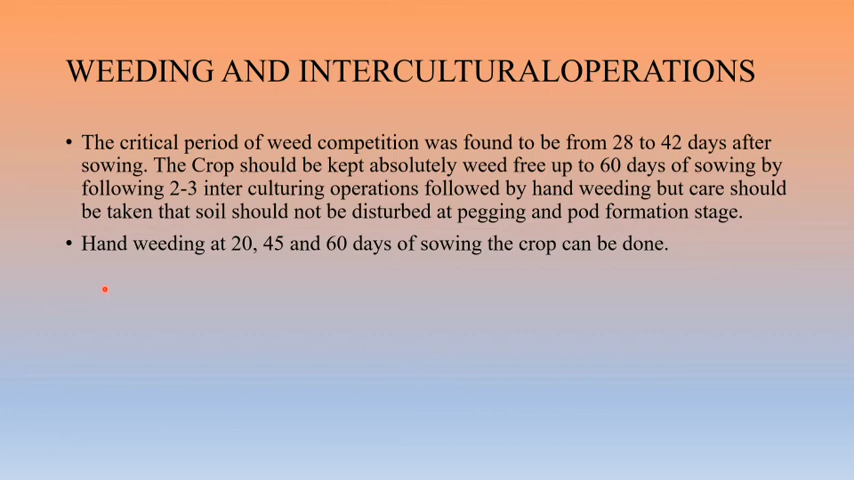 WEEDING AND INTERCULTURALOPERATIONS
• The critical period of weed competition was found to be from 28 to 42 days after
sowing. The Crop should be kept absolutely weed free up to 60 days of sowing by
following 2-3 inter culturing operations followed by hand weeding but care should
be taken that soil should not be disturbed at pegging and pod formation stage.
• Hand weeding at 20, 45 and 60 days of sowing the crop can be done.